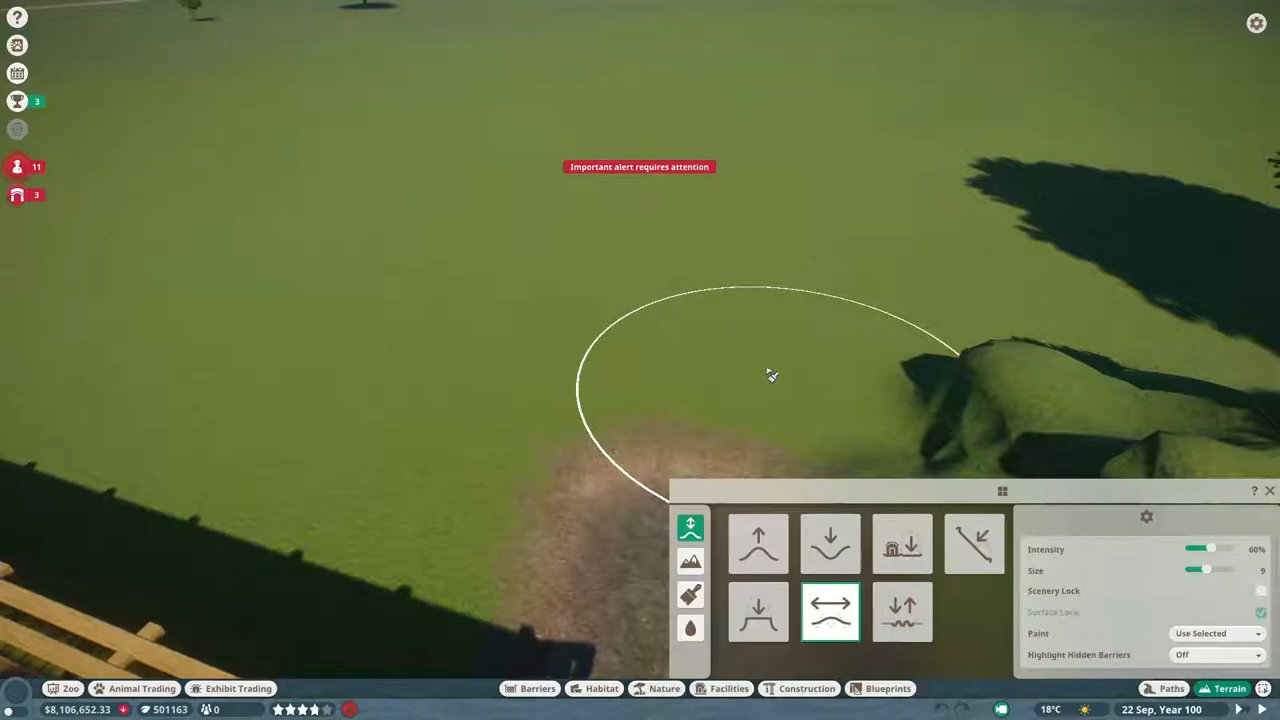 ?
3
11
3
Important alert requires attention
?
Intensity 60%
Size 9
Scenery Lock
Surface Lock
Paint Use Selected
Highlight Hidden Barriers Off
Zoo Animal Trading Exhibit Trading Barriers Habitat Nature Facilities Construction Blueprints Paths Terrain
$8,106,652.33 501163 0 18°C 22 Sep, Year 100